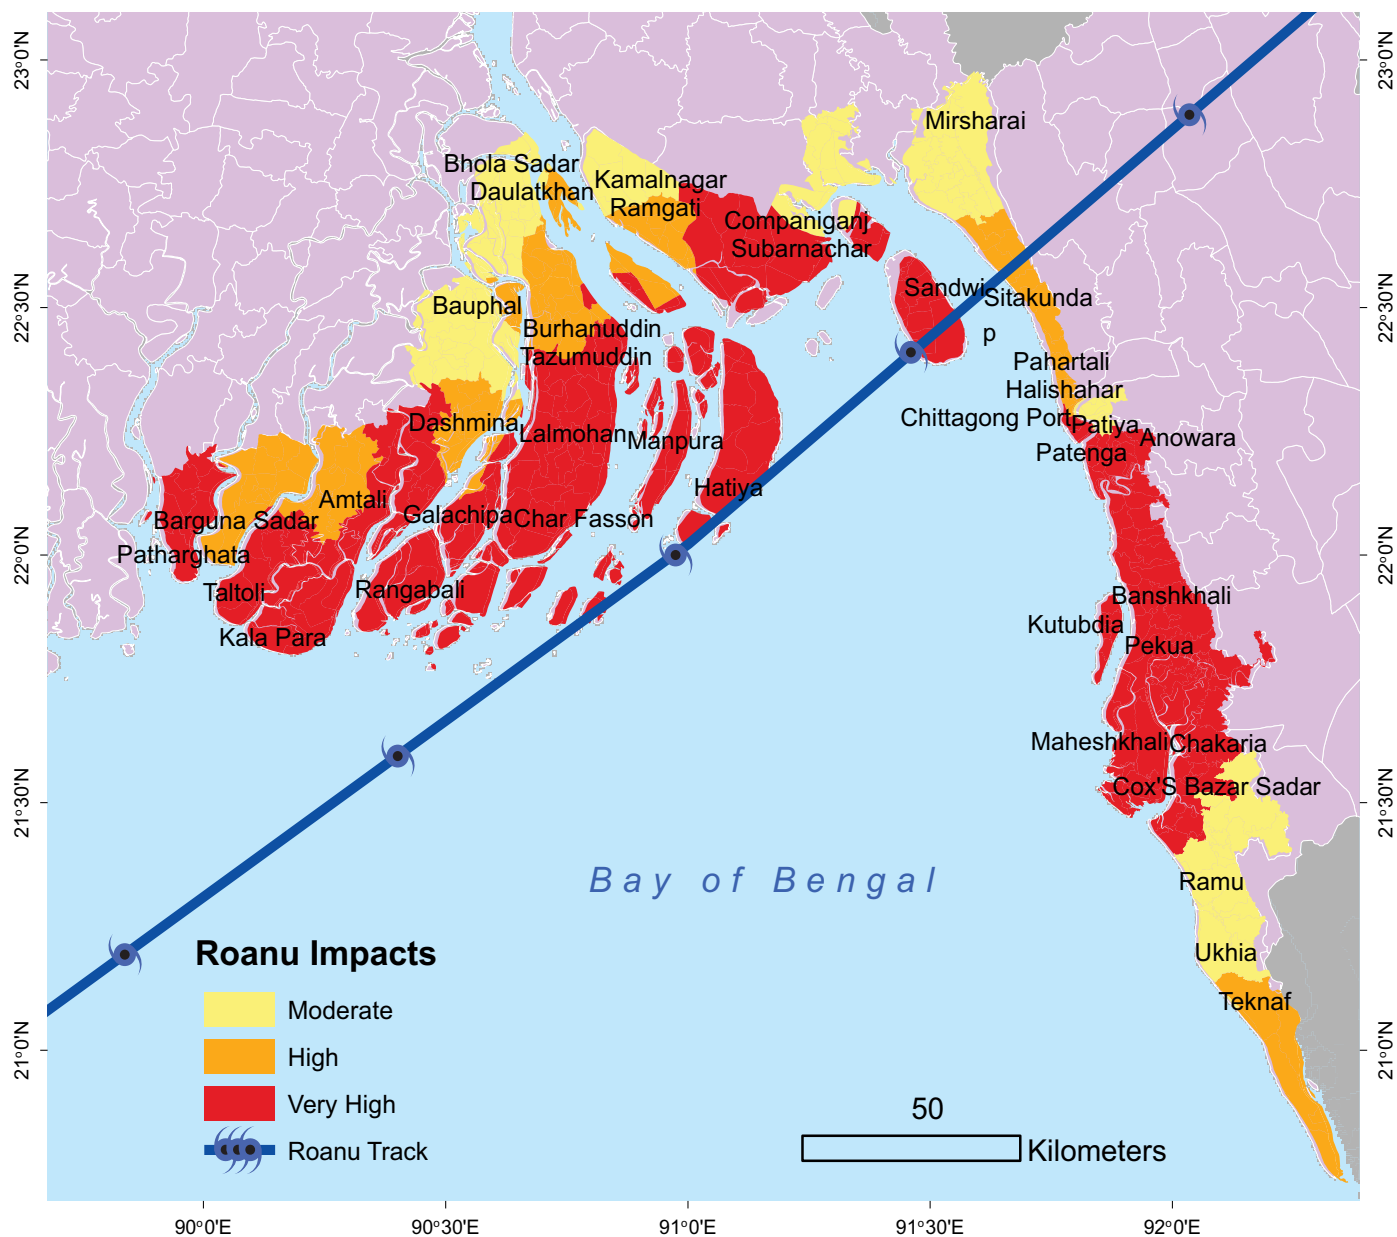 23°0'N
23°0'N
Mirsharai
Bhola Sadar
Kamalnagar
Daulatkhan
Ramgati
Companiganj
Subarnachar
22°30'N
Sandwi
p
Sitakunda
22°30'N
Bauphal
Burhanuddin
Tazumuddin
Pahartali
Halishahar
Chittagong Port
Patiya
Anowara
Patenga
Dashmina
Lalmohan
Manpura
Hatiya
Amtali
Barguna Sadar
Galachipa
Char Fasson
22°0'N
Patharghata
22°0'N
Taltoli
Rangabali
Banshkhali
Kutubdia
Kala Para
Pekua
Maheshkhali
Chakaria
Cox'S Bazar Sadar
21°30'N
21°30'N
Bay of Bengal
Ramu
Ukhia
Teknaf
Roanu Impacts
Moderate
High
Very High
Roanu Track
21°0'N
21°0'N
50
Kilometers
90°0'E
90°30'E
91°0'E
91°30'E
92°0'E